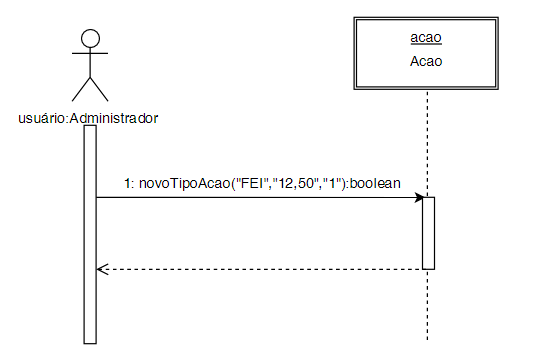 acao
Acao
usuário:Administrador
1: novoTipoAcao("FEI","12,50","1"):boolean